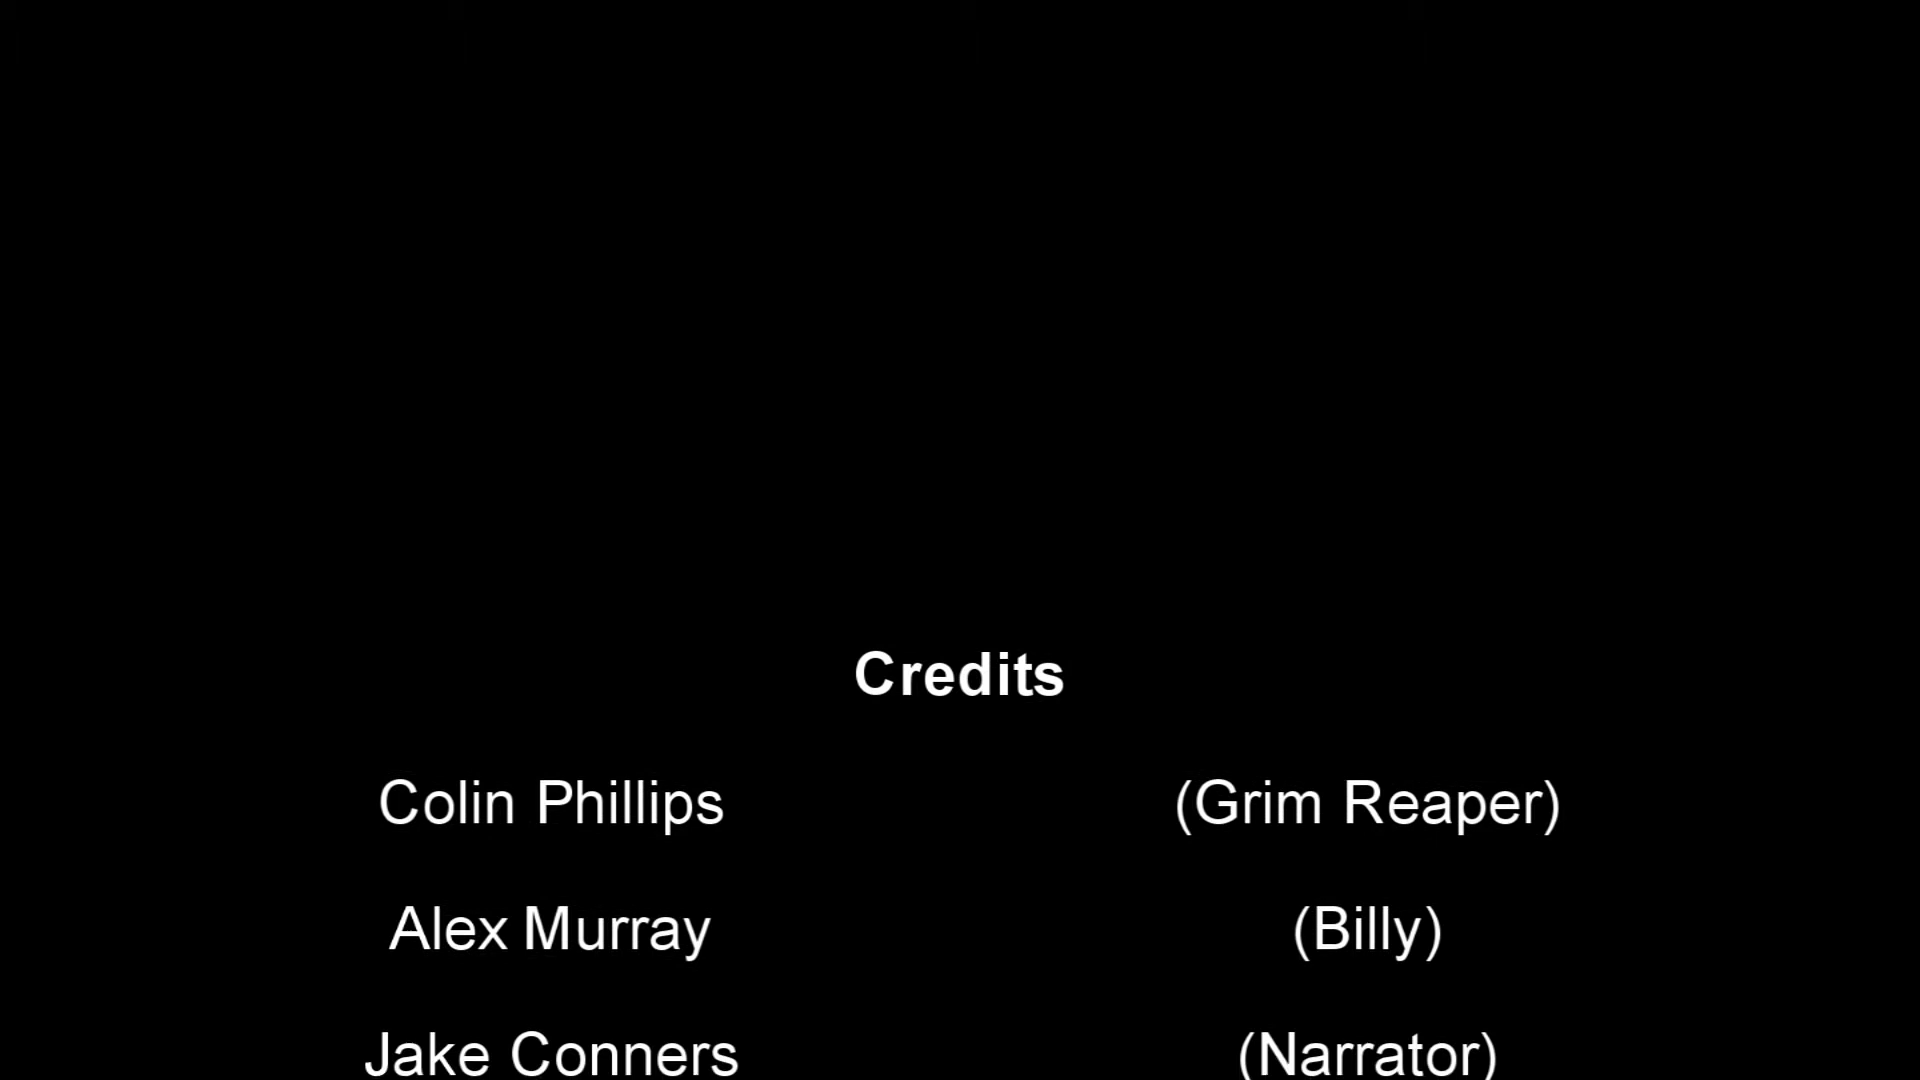 Credits
Colin Phillips (Grim Reaper)
Alex Murray (Billy)
Jake Conners (Narrator)